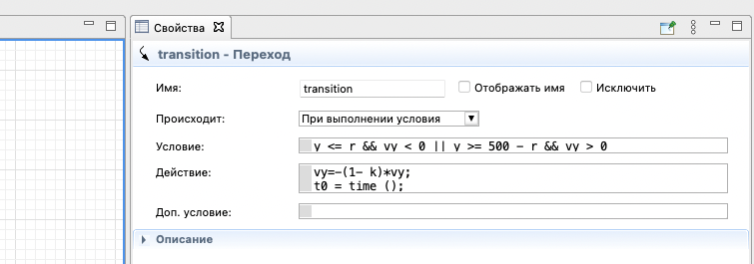 Свойства
transition - Переход
Имя: transition Отображать имя Исключить
Происходит: При выполнении условия
Условие: y <= r && vy < 0 || y >= 500 - r && vy > 0
Действие: vy=-(1- k)*vy;
t0 = time ();
Доп. условие:
Описание